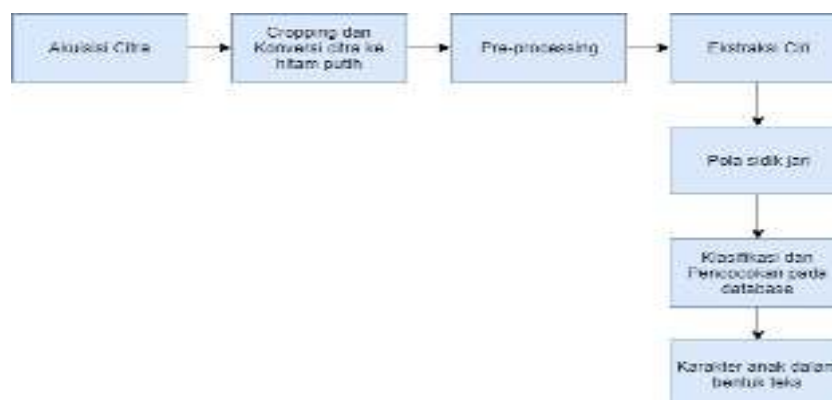 Akuisisi Citra
Cropping dan
Konversi citra ke
hitam putih
Pre-processing
Ekstraksi Ciri
Pola sidik jari
Klasifikasi dan
Pencocokan pada
database
Karakter anak dalam
bentuk teks